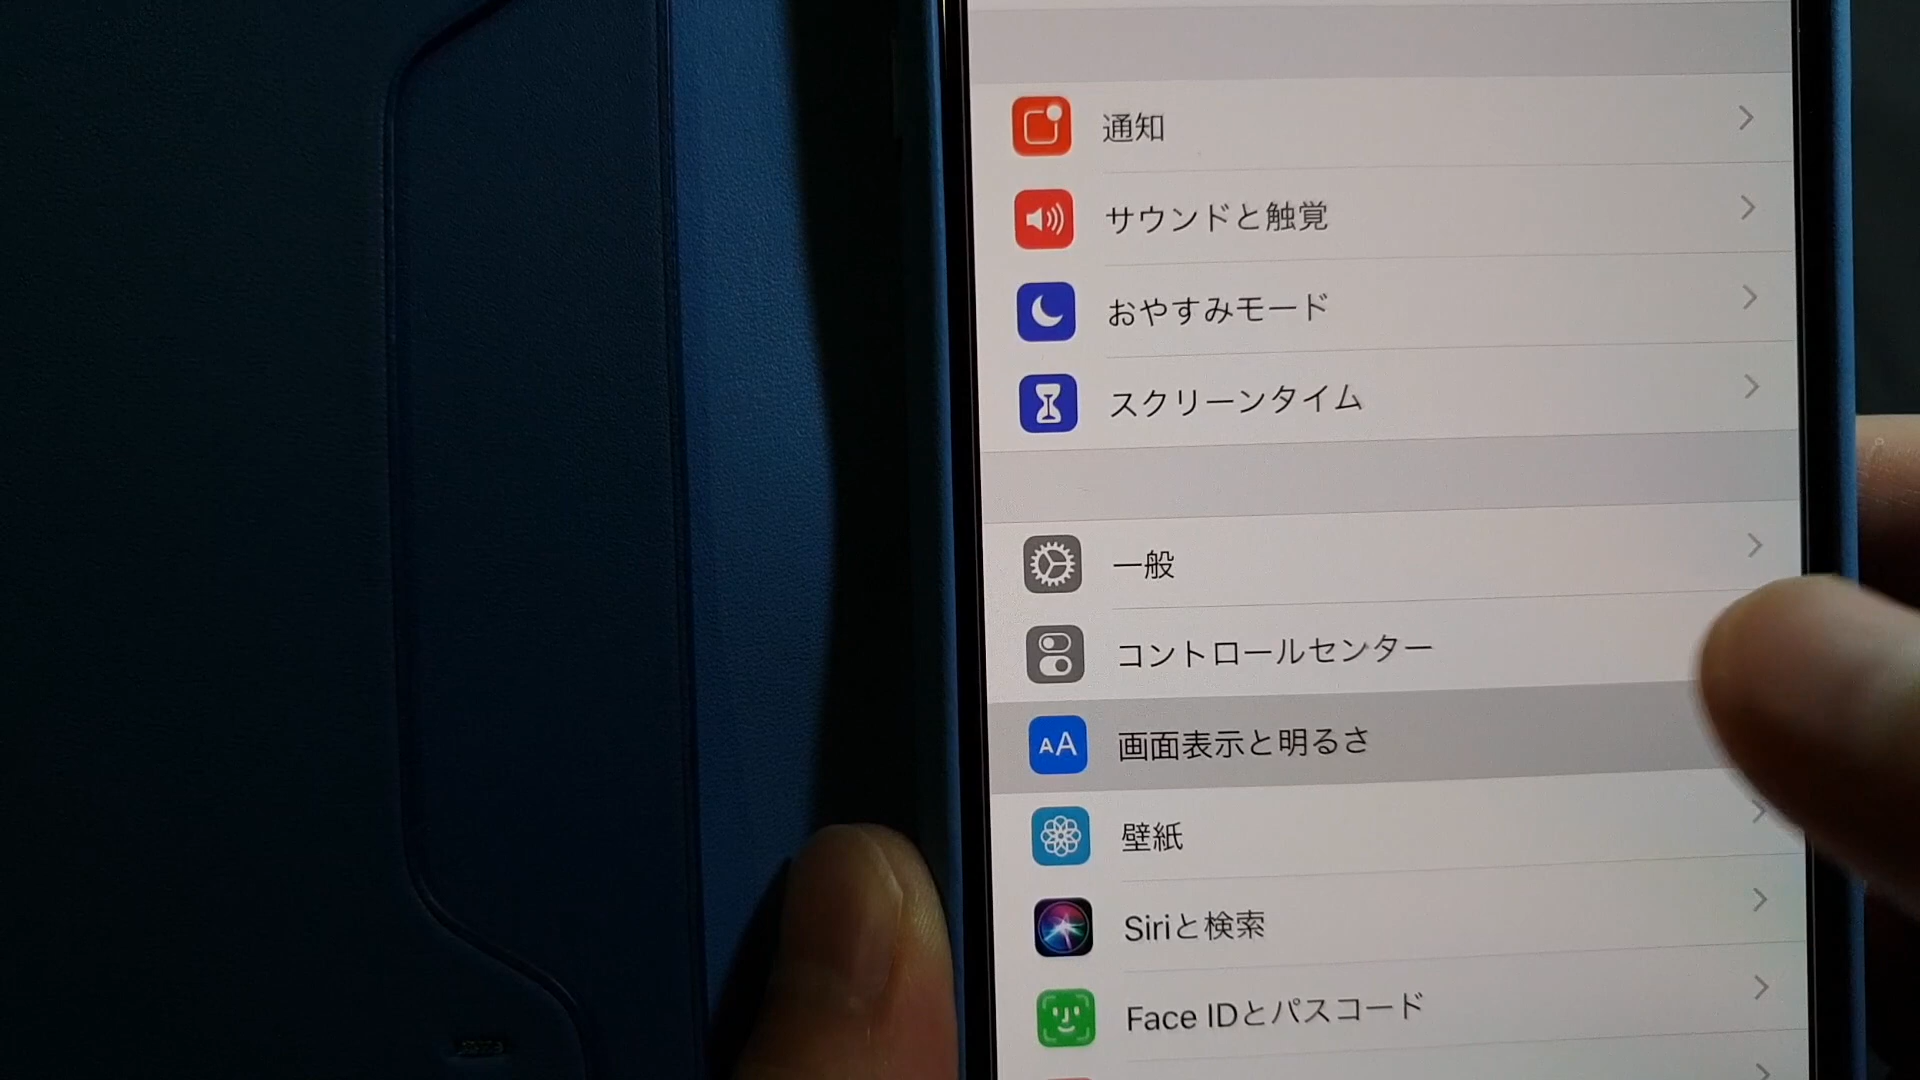 通知
サウンドと触覚
おやすみモード
スクリーンタイム
一般
コントロールセンター
AA 画面表示と明るさ
壁紙
Siriと検索
Face IDとパスコード